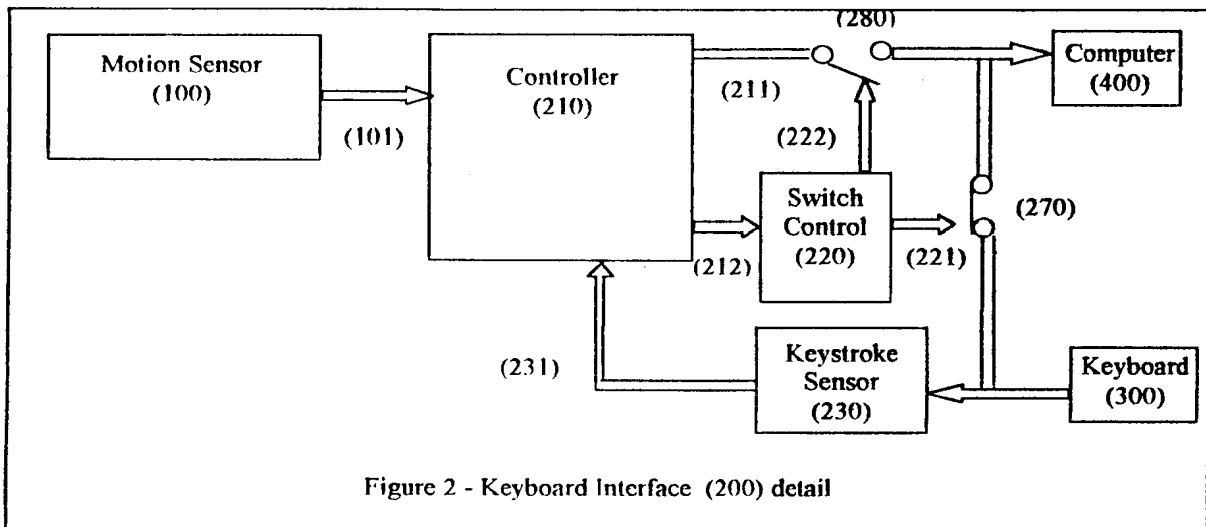 (280)
Motion Sensor
(100)
Controller
(210)
Computer
(400)
(101)
(211)
(222)
Switch
Control
(220)
(270)
(212)
(221)
(231)
Keystroke
Sensor
(230)
Keyboard
(300)
Figure 2 - Keyboard Interface (200) detail